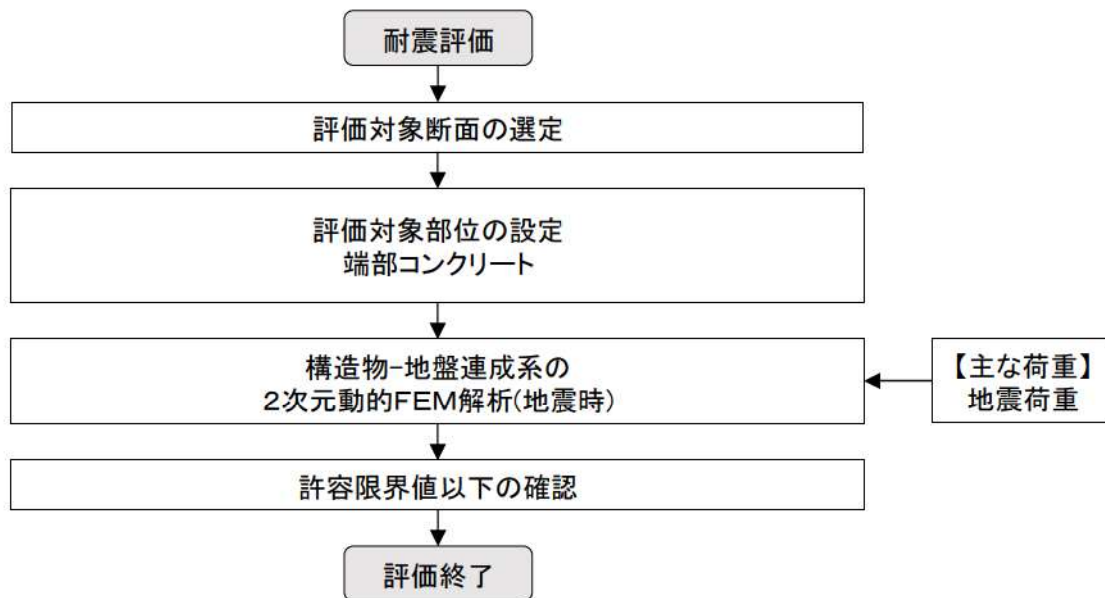 耐震評価
評価対象断面の選定
評価対象部位の設定
端部コンクリート
構造物-地盤連成系の
2次元動的FEM解析(地震時)
【主な荷重】
地震荷重
許容限界値以下の確認
評価終了